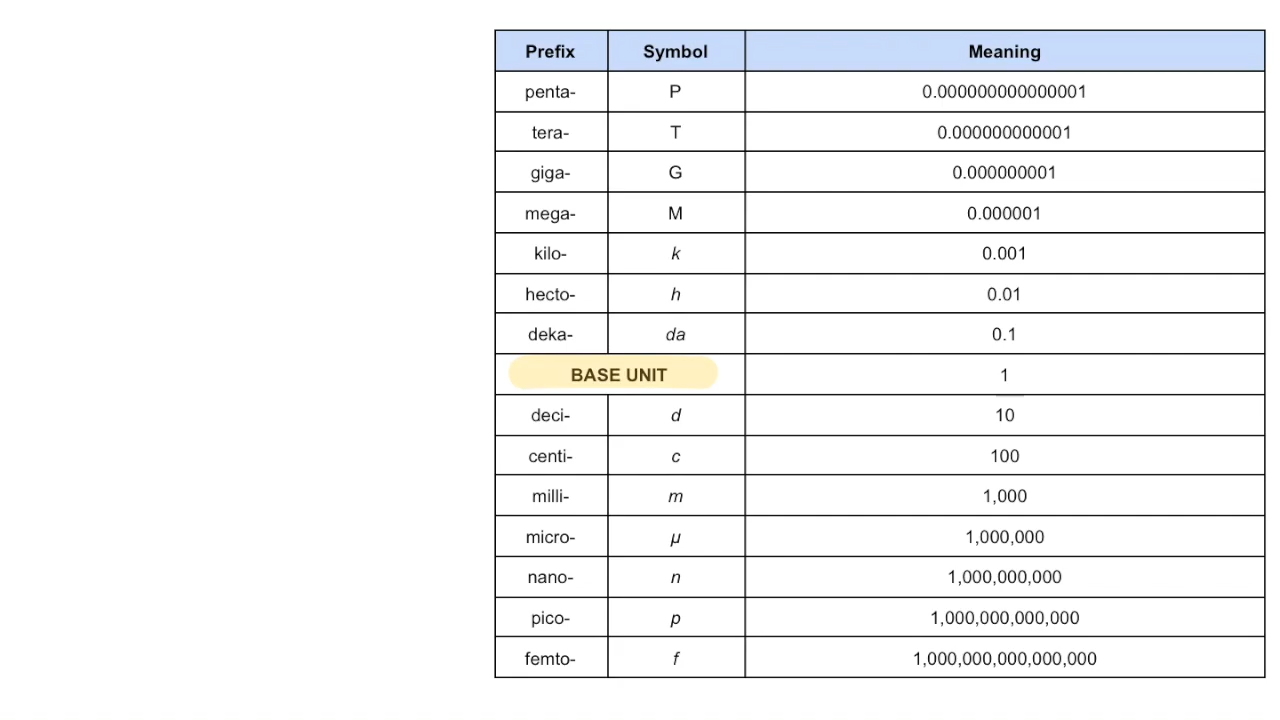 Prefix Symbol Meaning
penta- P 0.000000000000001
tera- T 0.000000000001
giga- G 0.000000001
mega- M 0.000001
kilo- k 0.001
hecto- h 0.01
deka- da 0.1
BASE UNIT 1
deci- d 10
centi- c 100
milli- m 1,000
micro- μ 1,000,000
nano- n 1,000,000,000
pico- p 1,000,000,000,000
femto- f 1,000,000,000,000,000